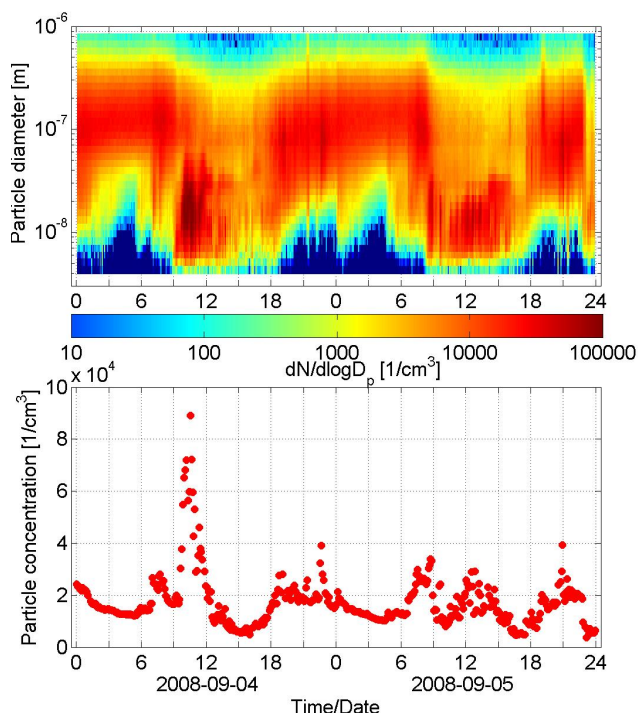 10^-6
10^-7
10^-8
Particle diameter [m]
0 6 12 18 0 6 12 18 24
10 100 1000 10000 100000
dN/dlogD_p [1/cm^3]
x 10^4
10
8
6
4
2
0
Particle concentration [1/cm^3]
0 6 12 18 0 6 12 18 24
2008-09-04 2008-09-05
Time/Date